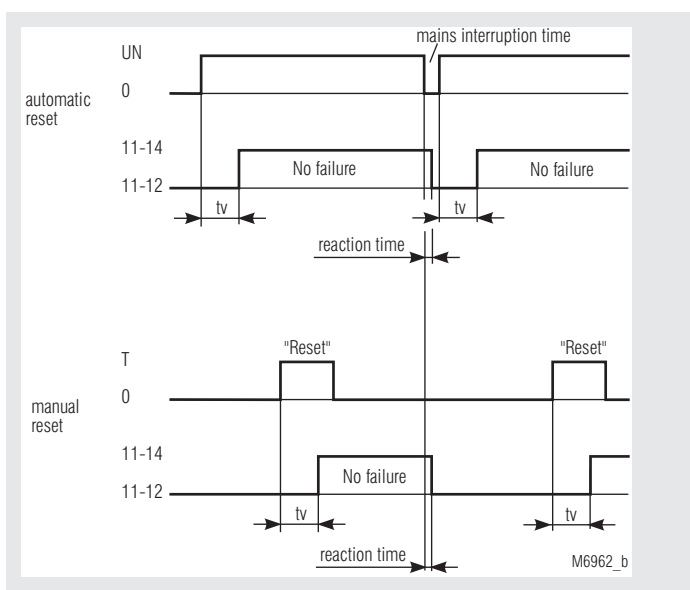 mains interruption time
UN
0
automatic
reset
11-14
No failure
No failure
11-12
tv
tv
reaction time
"Reset"
"Reset"
T
0
manual
reset
11-14
No failure
11-12
tv
tv
reaction time
M6962_b